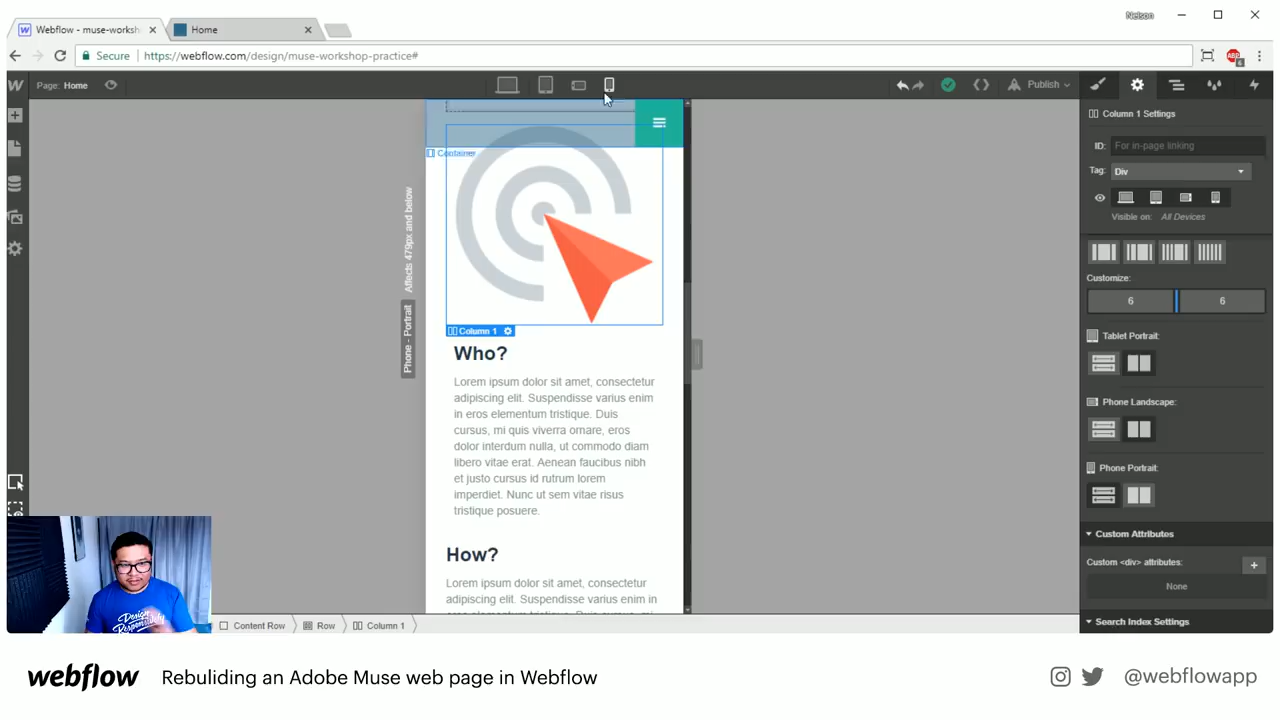 Nelson
Webflow - muse-worksh
Home
Secure
https://webflow.com/design/muse-workshop-practice#
Page: Home
Publish
Column 1 Settings
ID: For in-page linking
Tag: Div
Visible on: All Devices
Customize:
6
6
Tablet Portrait:
Phone Landscape:
Phone Portrait:
Custom Attributes
Custom <div> attributes:
None
Search Index Settings
Affects 479px and below
Phone - Portrait
Container
Column 1
Who?
Lorem ipsum dolor sit amet, consectetur
adipiscing elit. Suspendisse varius enim
in eros elementum tristique. Duis
cursus, mi quis viverra ornare, eros
dolor interdum nulla, ut commodo diam
libero vitae erat. Aenean faucibus nibh
et justo cursus id rutrum lorem
imperdiet. Nunc ut sem vitae risus
tristique posuere.
How?
Lorem ipsum dolor sit amet, consectetur
adipiscing elit. Suspendisse varius enim in
Content Row
Row
Column 1
Design
webflow
Rebuliding an Adobe Muse web page in Webflow
@webflowapp